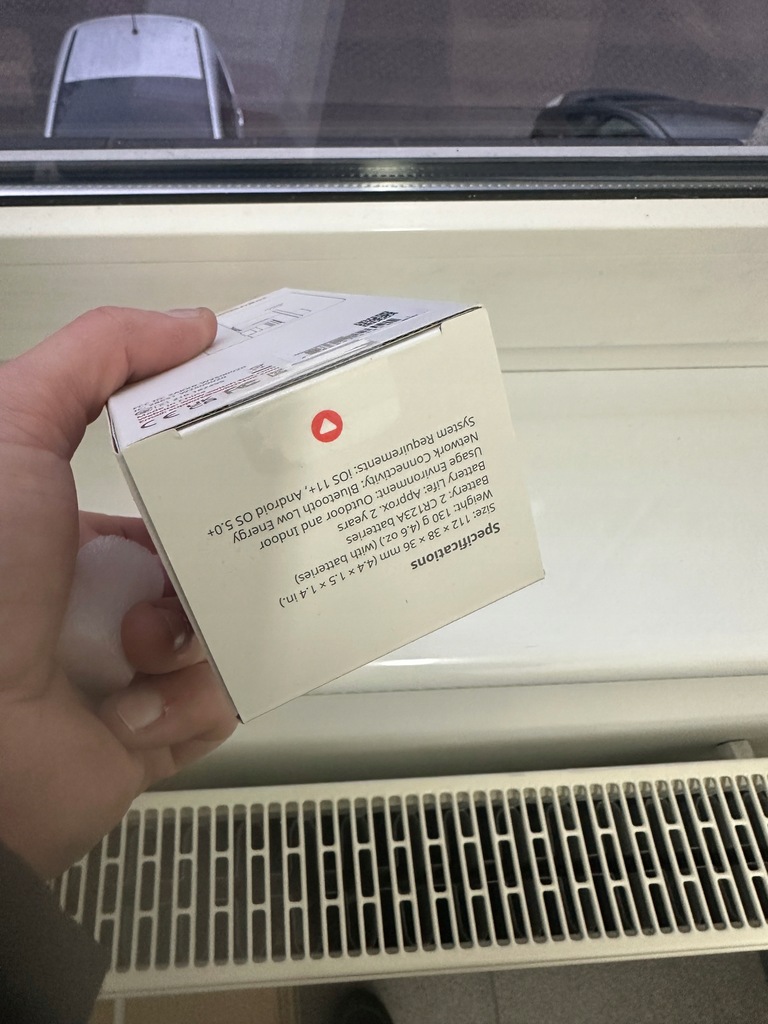 Specifications
Size: 112 × 38 × 36 mm (4.4 × 1.5 × 1.4 in.)
Weight: 130 g (4.6 oz.) (with batteries)
Battery: 2 CR123A batteries
Battery Life: Approx. 2 years
Usage Environment: Outdoor and Indoor
Network Connectivity: Bluetooth Low Energy
System Requirements: iOS 11+, Android OS 5.0+